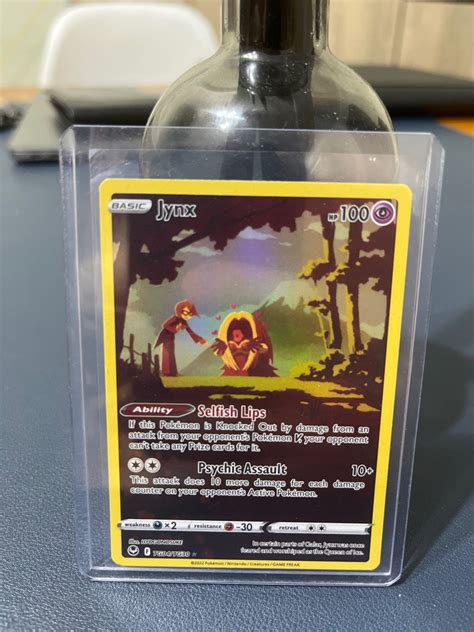 BASIC Jynx HP 100
Ability Selfish Lips
If this Pokémon is Knocked Out by damage from an
attack from your opponent's Pokémon V, your opponent
can't take any Prize cards for it.
Psychic Assault 10+
This attack does 10 more damage for each damage
counter on your opponent's Active Pokémon.
weakness ×2 resistance -30 retreat
Illus. HYOGONOSUKE
TG04/TG30
In certain parts of Galar, Jynx was once
feared and worshiped as the Queen of Ice.
©2022 Pokémon / Nintendo / Creatures / GAME FREAK